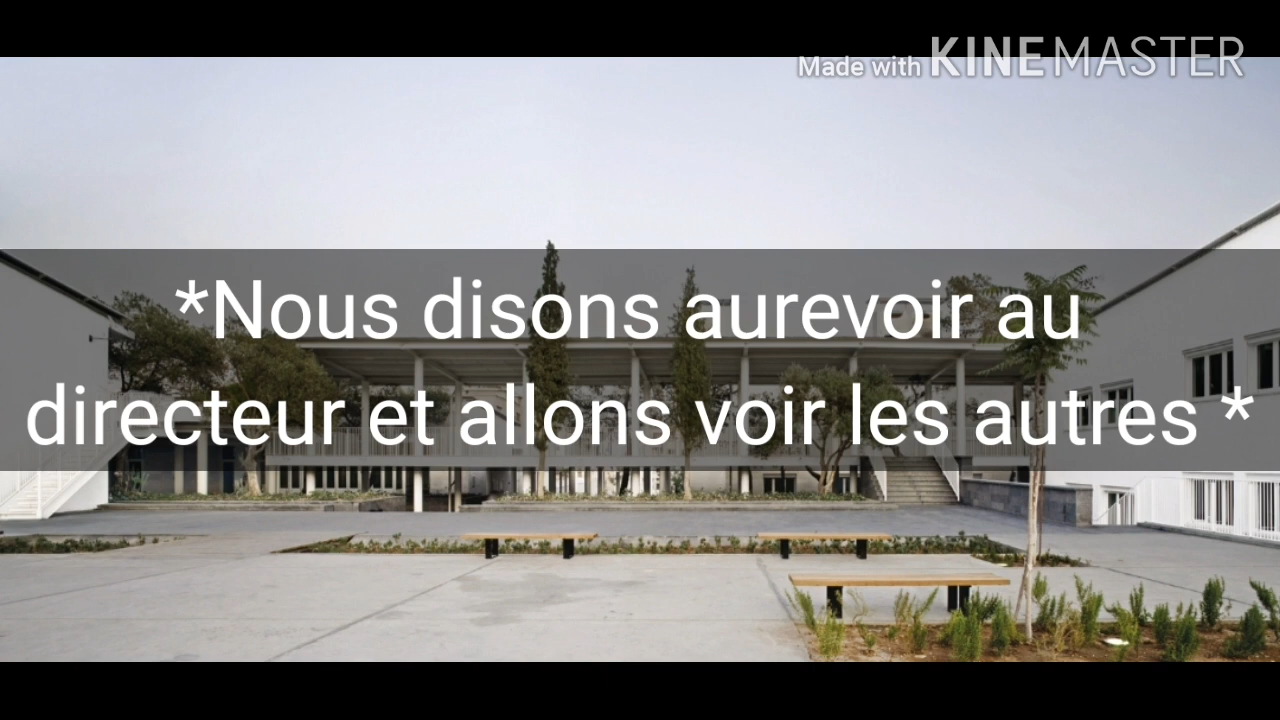 Made with KINEMASTER
*Nous disons aurevoir au
directeur et allons voir les autres *